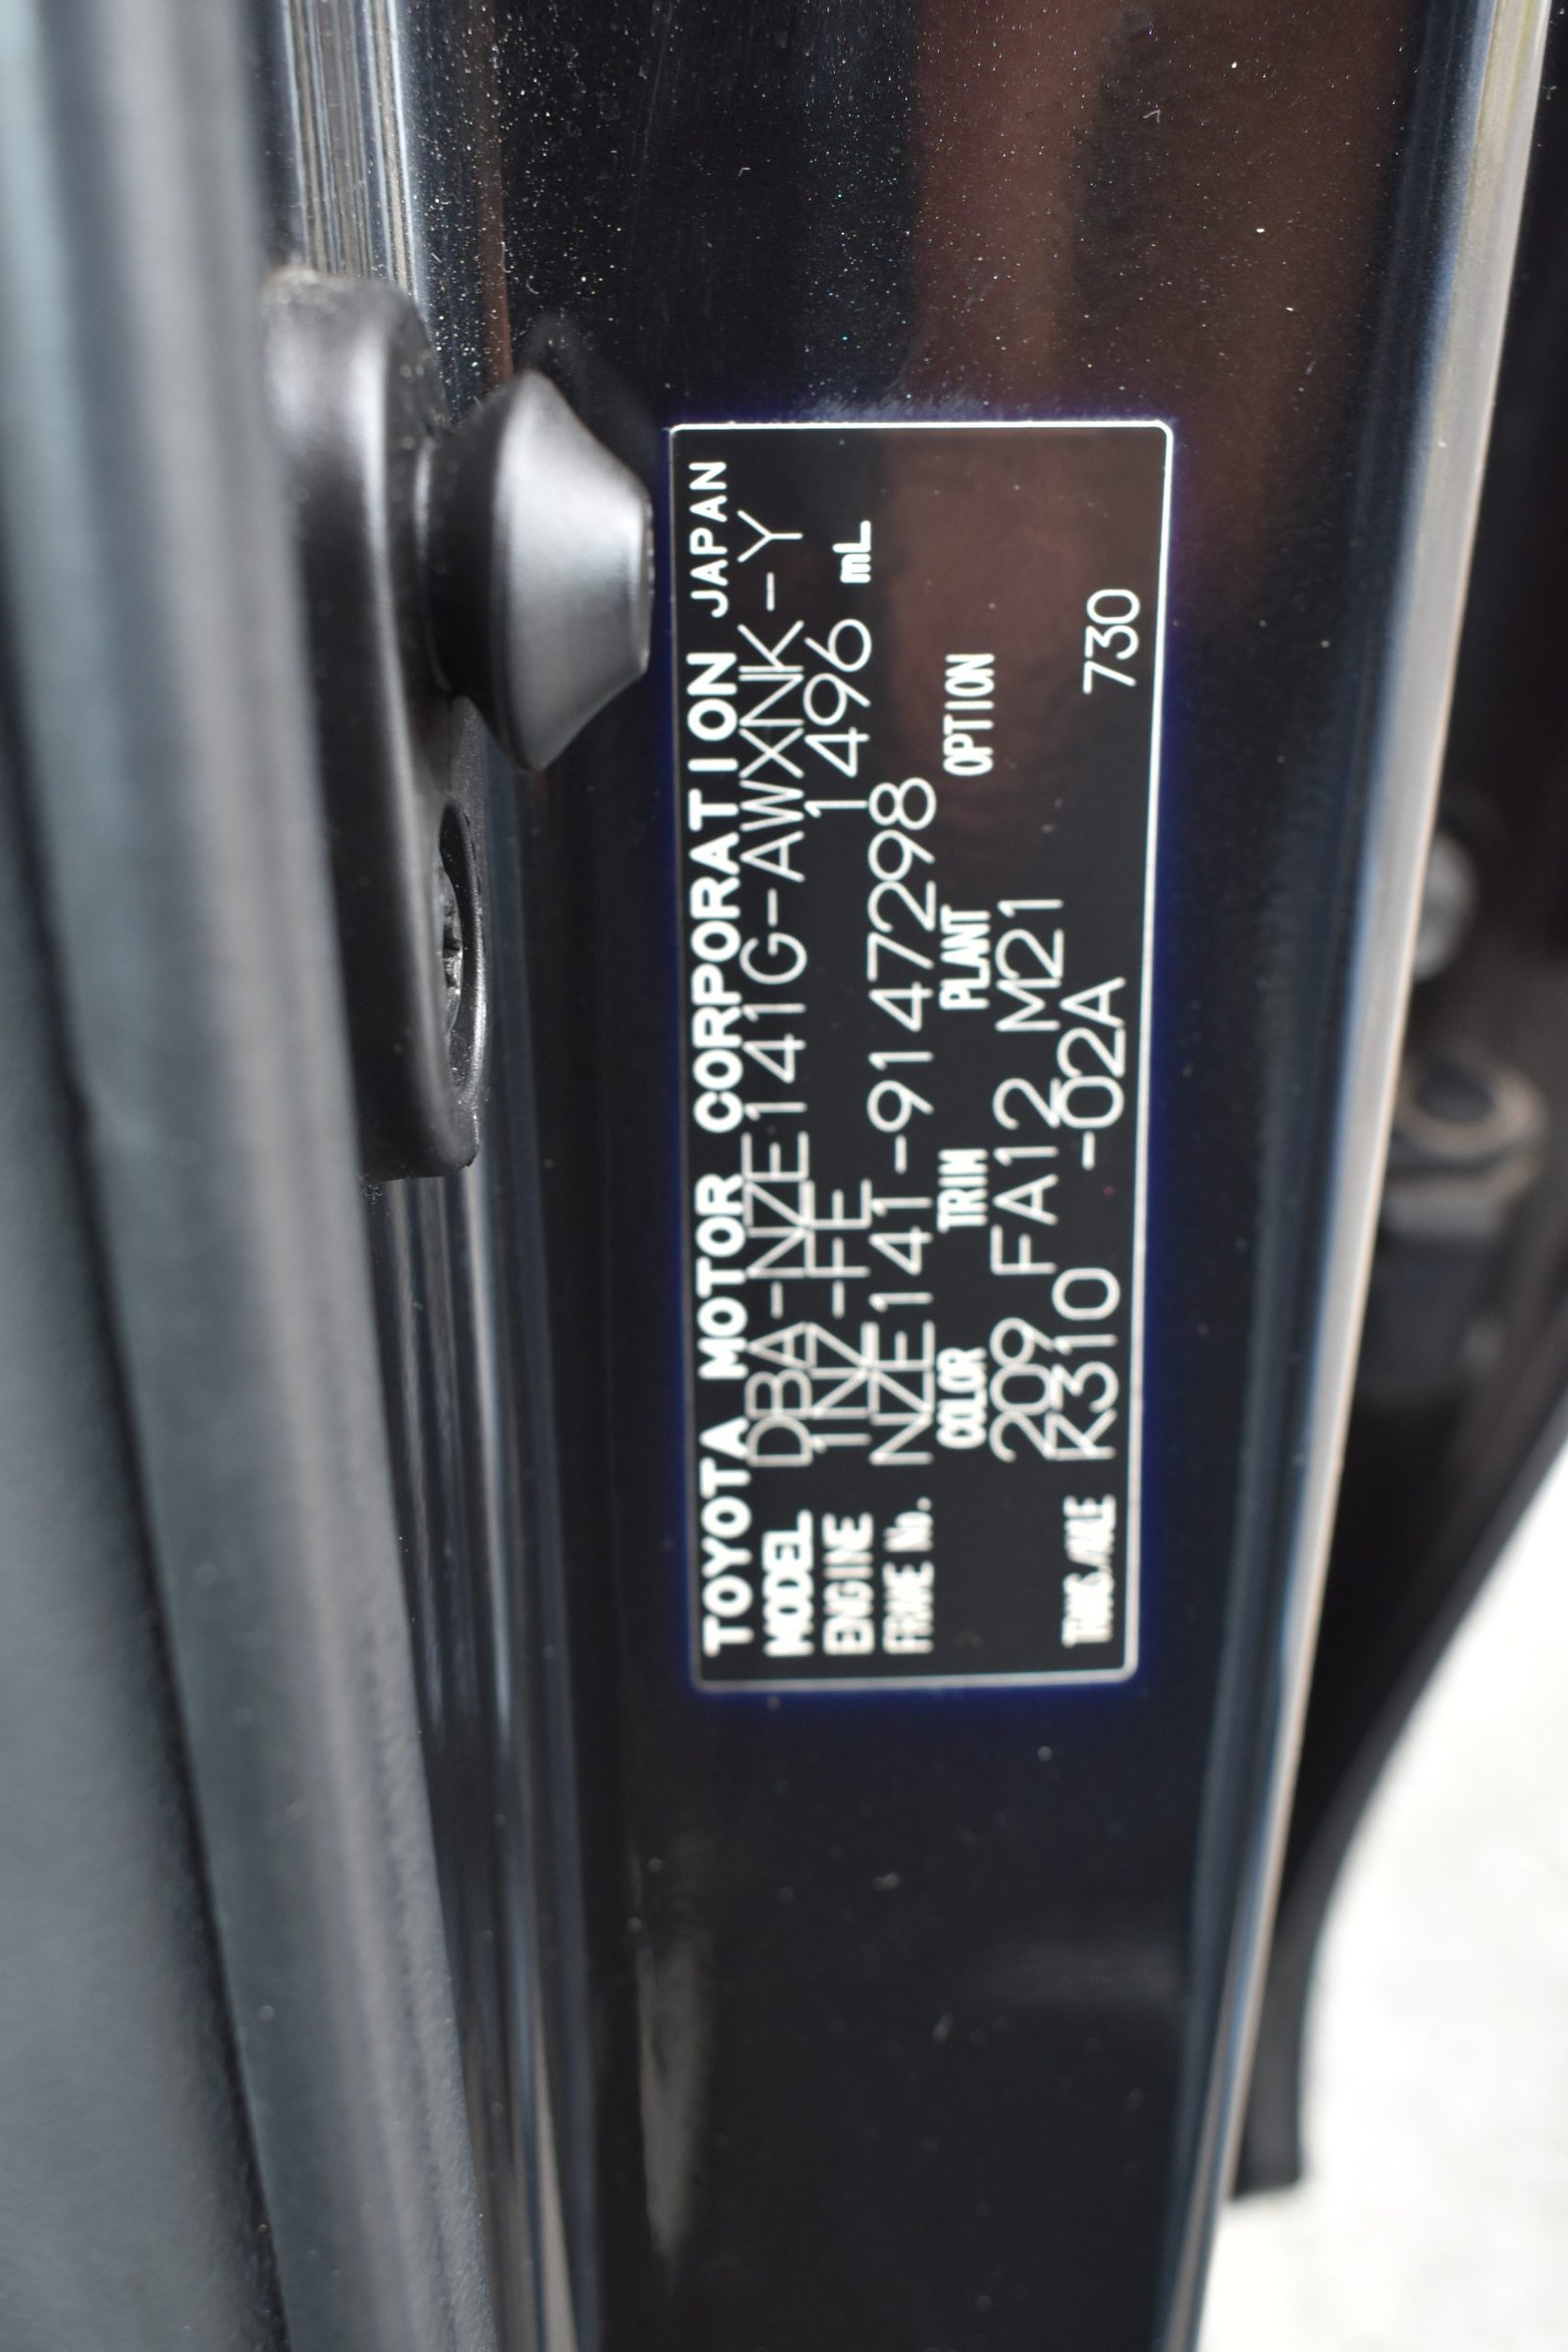 TOYOTA MOTOR CORPORATION JAPAN
MODEL DBA-NZE141G-AWXNK-Y
ENGINE 1NZ-FE 1496 mL
FRAME No. NZE141-9147298
COLOR TRIM PLANT OPTION
209 FA12 M21
TRANS./AXLE K310 -02A 730